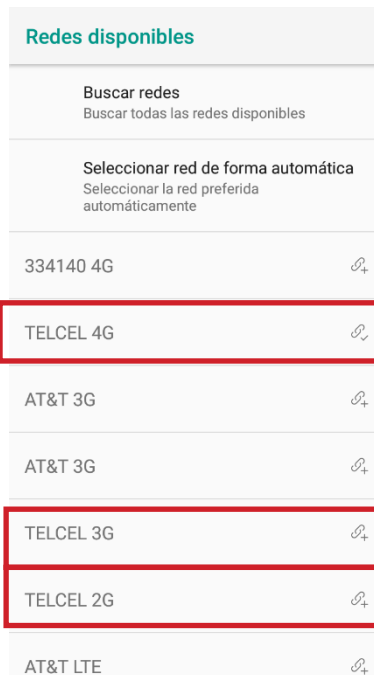 Redes disponibles
Buscar redes
Buscar todas las redes disponibles
Seleccionar red de forma automática
Seleccionar la red preferida
automáticamente
334140 4G
TELCEL 4G
AT&T 3G
AT&T 3G
TELCEL 3G
TELCEL 2G
AT&T LTE